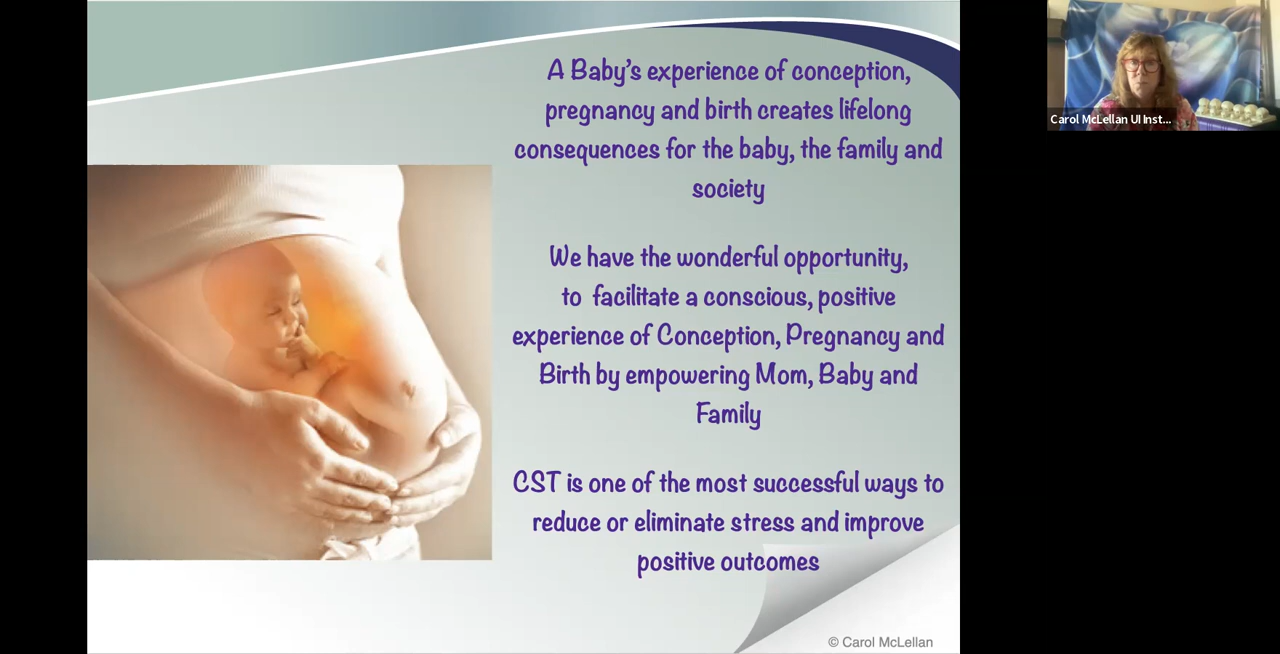 A Baby's experience of conception,
pregnancy and birth creates lifelong
consequences for the baby, the family and
society
We have the wonderful opportunity,
to facilitate a conscious, positive
experience of Conception, Pregnancy and
Birth by empowering Mom, Baby and
Family
CST is one of the most successful ways to
reduce or eliminate stress and improve
positive outcomes
© Carol McLellan
Carol McLellan UI Inst...